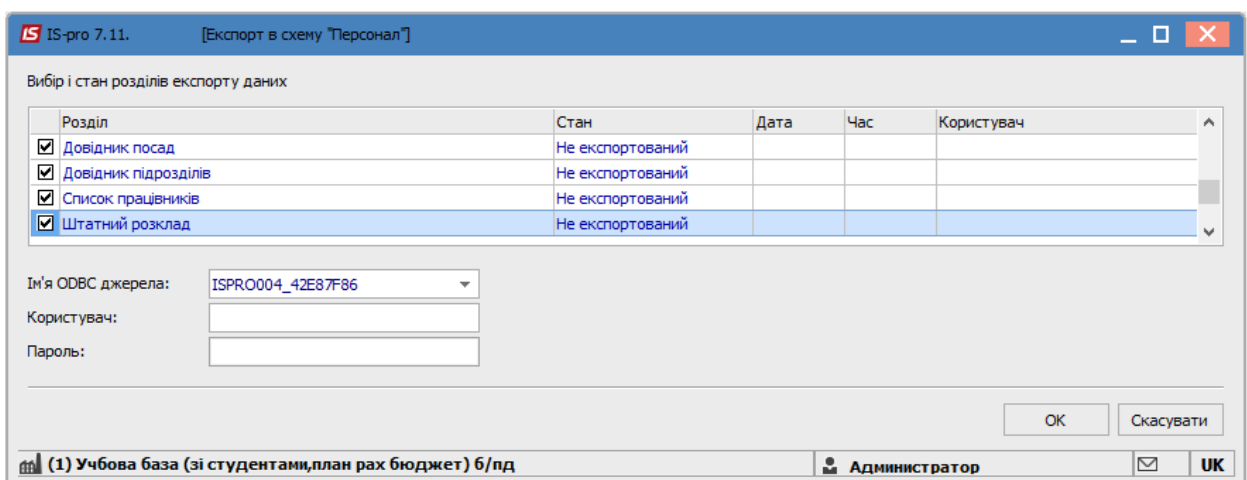 IS IS-pro 7.11. [Експорт в схему "Персонал"]
Вибір і стан розділів експорту даних
Розділ Стан Дата Час Користувач
Довідник посад Не експортований
Довідник підрозділів Не експортований
Список працівників Не експортований
Штатний розклад Не експортований
Ім'я ODBC джерела: ISPRO004_42E87F86
Користувач:
Пароль:
OK Скасувати
(1) Учбова база (зі студентами,план рах бюджет) б/пд Администратор UK